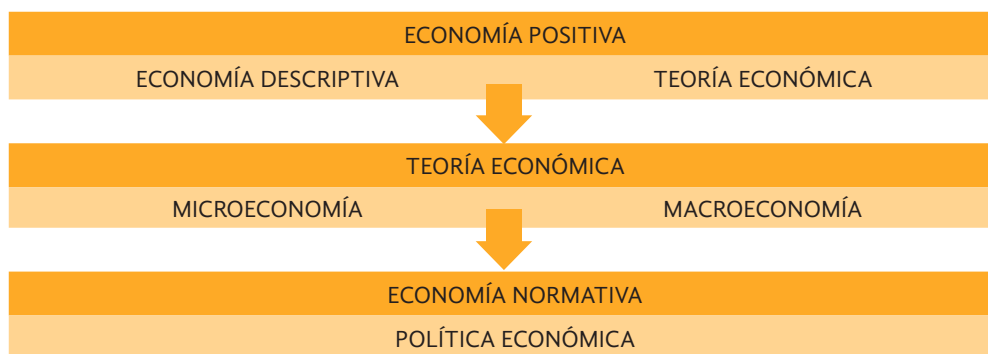 ECONOMÍA POSITIVA
ECONOMÍA DESCRIPTIVA TEORÍA ECONÓMICA
TEORÍA ECONÓMICA
MICROECONOMÍA MACROECONOMÍA
ECONOMÍA NORMATIVA
POLÍTICA ECONÓMICA